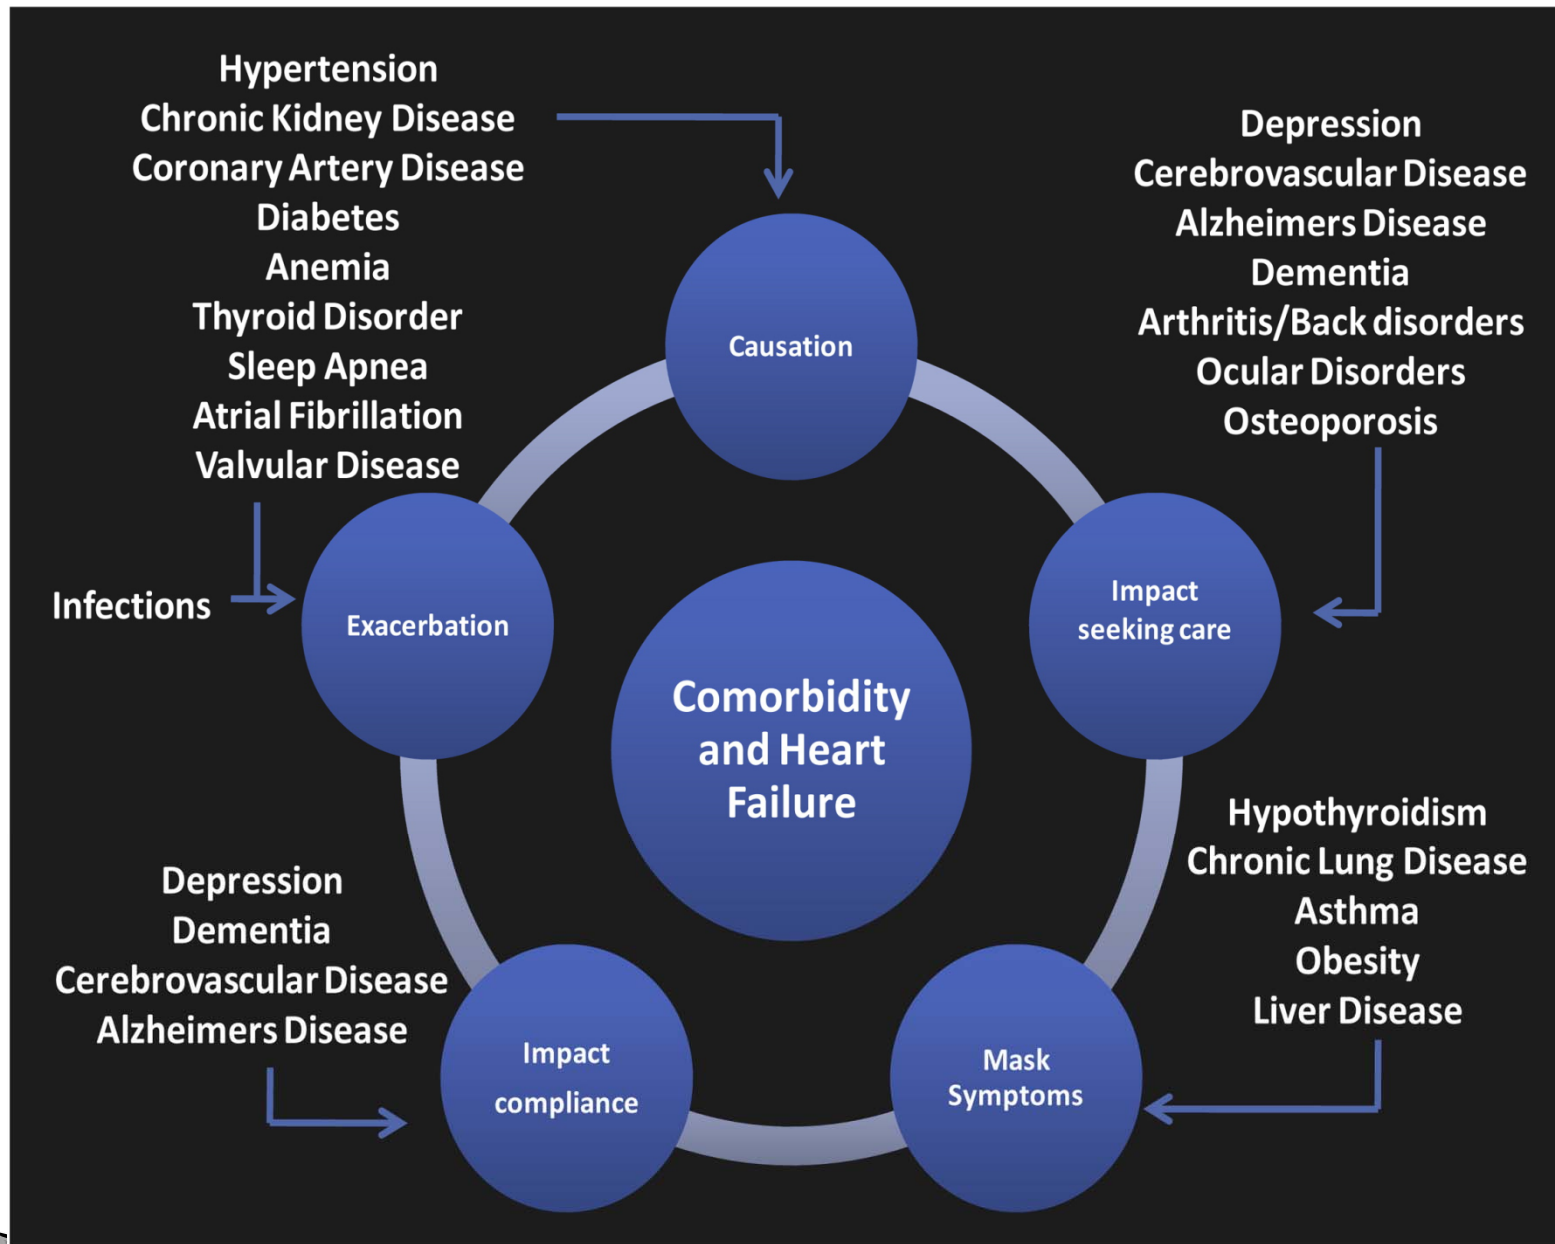 Hypertension
Chronic Kidney Disease
Coronary Artery Disease
Diabetes
Anemia
Thyroid Disorder
Sleep Apnea
Atrial Fibrillation
Valvular Disease
Infections
Depression
Cerebrovascular Disease
Alzheimers Disease
Dementia
Arthritis/Back disorders
Ocular Disorders
Osteoporosis
Causation
Exacerbation
Impact
seeking care
Comorbidity
and Heart
Failure
Hypothyroidism
Chronic Lung Disease
Asthma
Obesity
Liver Disease
Depression
Dementia
Cerebrovascular Disease
Alzheimers Disease
Impact
compliance
Mask
Symptoms